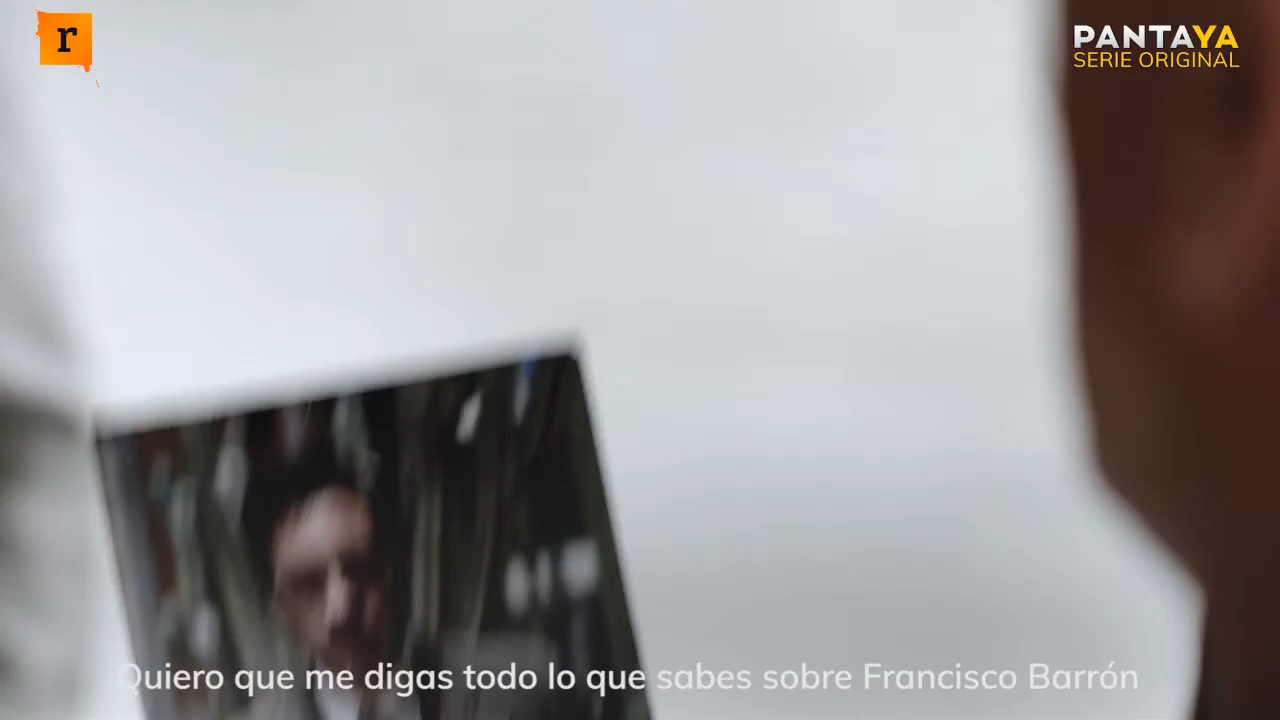 r
PANTAYA
SERIE ORIGINAL
Quiero que me digas todo lo que sabes sobre Francisco Barrón